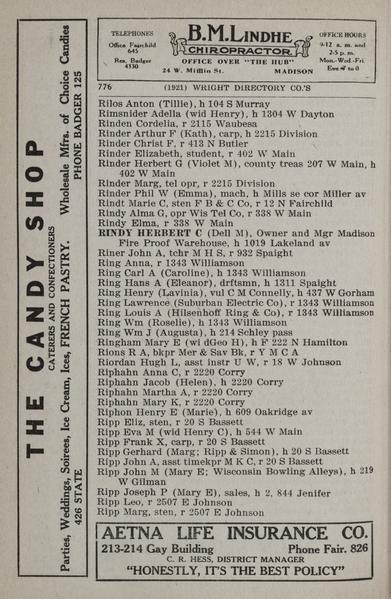 TELEPHONES
Office Fairchild
645
Res. Badger
4330
B. M. LINDHE
CHIROPRACTOR
OFFICE OVER "THE HUB"
24 W. Mifflin St. MADISON
OFFICE HOURS
9-12 a. m. and
2-5 p. m.
Mon.-Wed.-Fri.
Eve. 7 to 8
776 (1921) WRIGHT DIRECTORY CO.'S
Rilos Anton (Tillie), h 104 S Murray
Rimsnider Adella (wid Henry), h 1304 W Dayton
Rinden Cordelia, r 2115 Waubesa
Rinder Arthur F (Kath), carp, h 2215 Division
Rinder Christ F, r 413 N Butler
Rinder Elizabeth, student, r 402 W Main
Rinder Herbert G (Violet M), county treas 207 W Main, h
402 W Main
Rinder Marg, tel opr, r 2215 Division
Rinder Phil W (Emma), mach, h Mills se cor Miller av
Rindt Marie C, sten F B & C Co, r 12 N Fairchild
Rindy Alma G, opr Wis Tel Co, r 338 W Main
Rindy Elma, r 338 W Main
RINDY HERBERT C (Dell M), Owner and Mgr Madison
Fire Proof Warehouse, h 1019 Lakeland av
Riner John A, tchr M H S, r 932 Spaight
Ring Anna, r 1343 Williamson
Ring Carl A (Caroline), h 1343 Williamson
Ring Hans A (Eleanor), drftsmn, h 1311 Spaight
Ring Henry (Lavinia), vul C M Connelly, h 437 W Gorham
Ring Lawrence (Suburban Electric Co), r 1343 Williamson
Ring Louis A (Hilsenhoff Ring & Co), r 1343 Williamson
Ring Wm (Roselie), h 1343 Williamson
Ring Wm J (Augusta), h 214 Schley pass
Ringham Mary E (wi dGeo H), h F 222 N Hamilton
Rions R A, bkpr Mer & Sav Bk, r Y M C A
Riordan Hugh L, asst instr U W, r 18 W Johnson
Riphahn Anna C, r 2220 Corry
Riphahn Jacob (Helen), h 2220 Corry
Riphahn Martha A, r 2220 Corry
Riphahn Mary K, r 2220 Corry
Riphon Henry E (Marie), h 609 Oakridge av
Ripp Eliz, sten, r 20 S Bassett
Ripp Eva M (wid Henry C), h 544 W Main
Ripp Frank X, carp, r 20 S Bassett
Ripp Gerhard (Marg; Ripp & Simon), h 20 S Bassett
Ripp John A, asst timekpr M K C, r 20 S Bassett
Ripp John M (Mary E; Wisconsin Bowling Alleys), h 219
W Gilman
Ripp Joseph P (Mary E), sales, h 2, 844 Jenifer
Ripp Leo, r 2507 E Johnson
Ripp Marg, sten, r 2507 E Johnson
AETNA LIFE INSURANCE CO.
213-214 Gay Building Phone Fair. 826
C. R. HESS, DISTRICT MANAGER
"HONESTLY, IT'S THE BEST POLICY"
THE CANDY SHOP
CATERERS AND CONFECTIONERS
Parties, Weddings, Soirees, Ice Cream, Ices, FRENCH PASTRY. Wholesale Mfrs. of Choice Candies
426 STATE PHONE BADGER 125